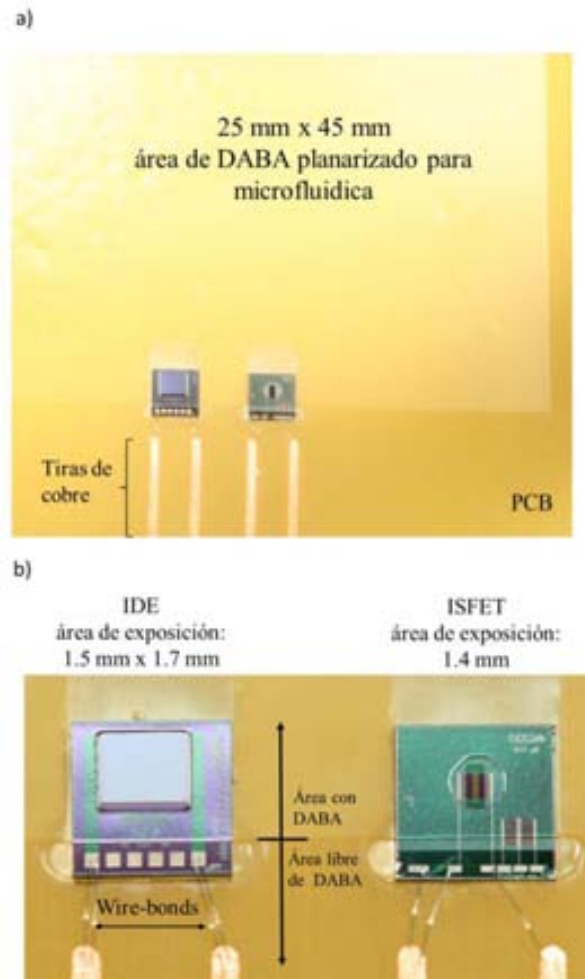 a)
25 mm x 45 mm
área de DABA planarizado para
microfluidica
Tiras de
cobre
PCB
b)
IDE
área de exposición:
1.5 mm x 1.7 mm
ISFET
área de exposición:
1.4 mm
Área con
DABA
Área libre
de DABA
Wire-bonds